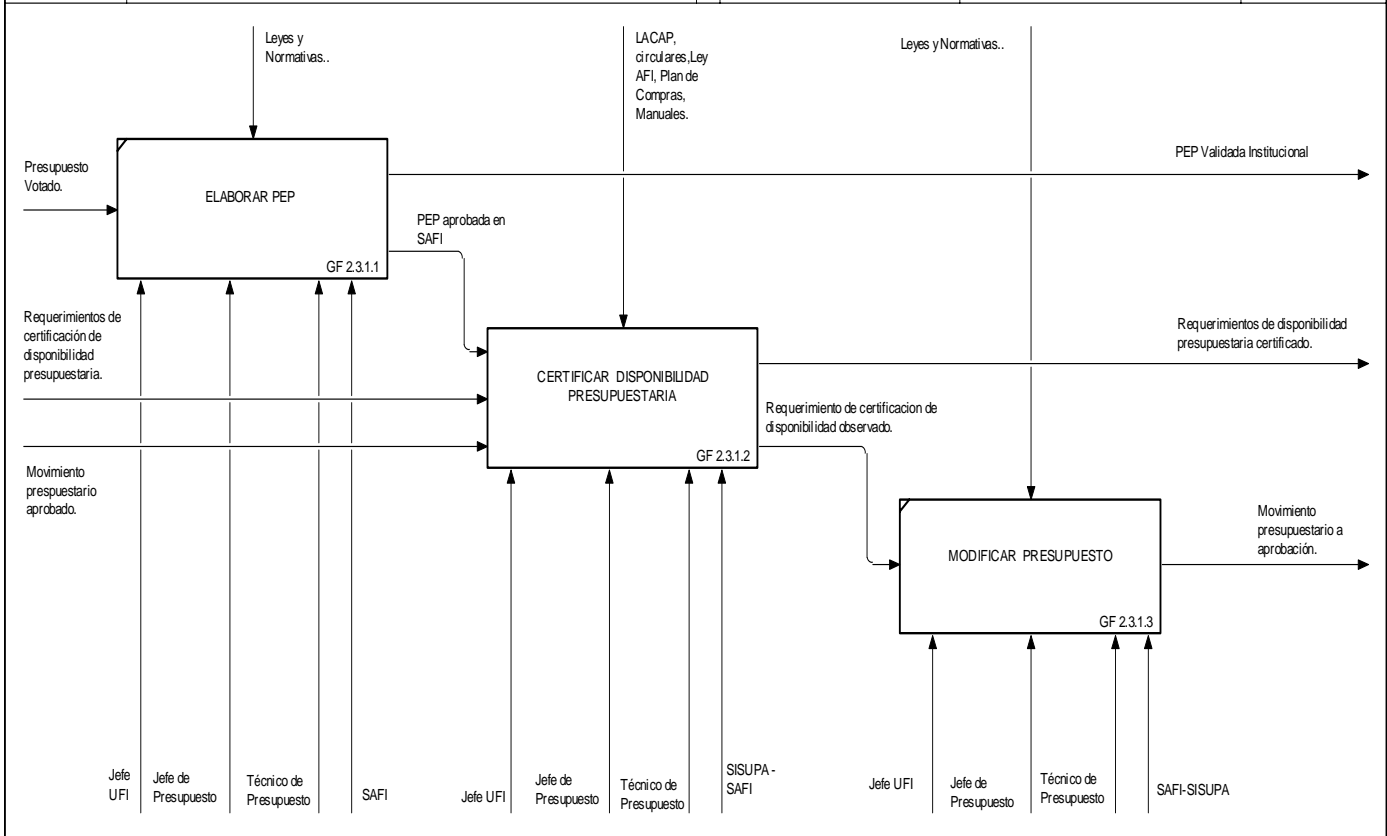 Leyes y
Normativas..
LACAP,
circulares,Ley
AFI, Plan de
Compras,
Manuales.
Leyes y Normativas..
Presupuesto
Votado.
ELABORAR PEP
GF 2.3.1.1
PEP Validada Institucional
PEP aprobada en
SAFI
Requerimientos de
certificación de
disponibilidad
presupuestaria.
CERTIFICAR DISPONIBILIDAD
PRESUPUESTARIA
GF 2.3.1.2
Requerimientos de disponibilidad
presupuestaria certificado.
Requerimiento de certificacion de
disponibilidad observado.
Movimiento
prespuestario
aprobado.
MODIFICAR PRESUPUESTO
GF 2.3.1.3
Movimiento
presupuestario a
aprobación.
Jefe
UFI
Jefe de
Presupuesto
Técnico de
Presupuesto
SAFI
Jefe UFI
Jefe de
Presupuesto
Técnico de
Presupuesto
SISUPA -
SAFI
Jefe UFI
Jefe de
Presupuesto
Técnico de
Presupuesto
SAFI-SISUPA